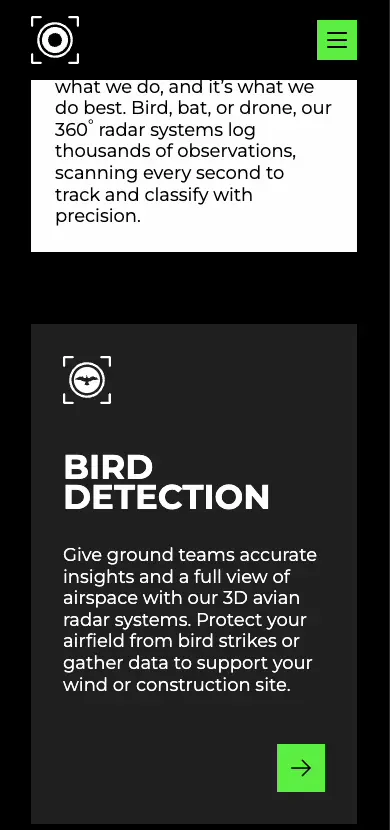 what we do, and it's what we
do best. Bird, bat, or drone, our
360° radar systems log
thousands of observations,
scanning every second to
track and classify with
precision.
BIRD
DETECTION
Give ground teams accurate
insights and a full view of
airspace with our 3D avian
radar systems. Protect your
airfield from bird strikes or
gather data to support your
wind or construction site.